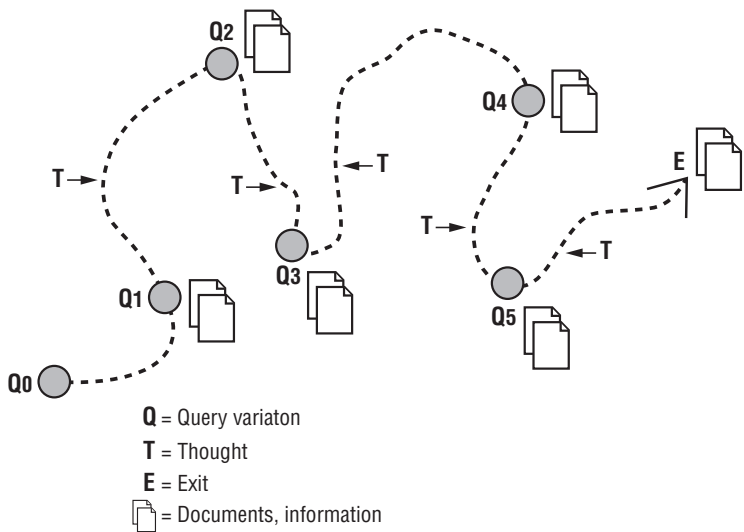 Q2
Q4
T
E
T
T
T
T
Q3
Q1
Q5
Q0
Q = Query variaton
T = Thought
E = Exit
= Documents, information